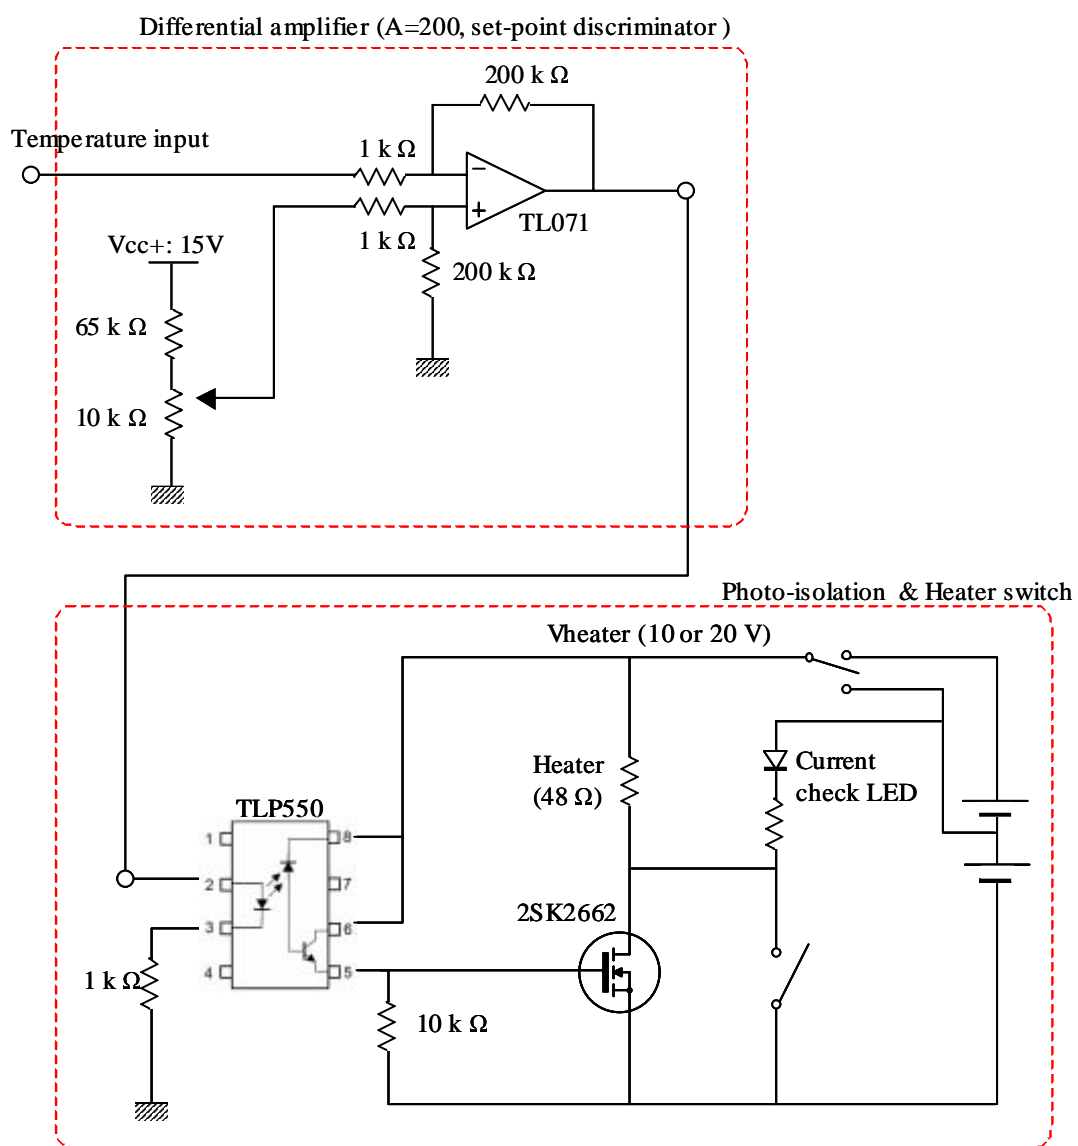 Differential amplifier (A=200, set-point discriminator )
200 k Ω
Temperature input
1 k Ω
−
+
TL071
1 k Ω
Vcc+: 15V
200 k Ω
65 k Ω
10 k Ω
Photo-isolation & Heater switch
Vheater (10 or 20 V)
Heater
(48 Ω)
Current
check LED
TLP550
1
8
2
7
3
6
4
5
2SK2662
1 k Ω
10 k Ω